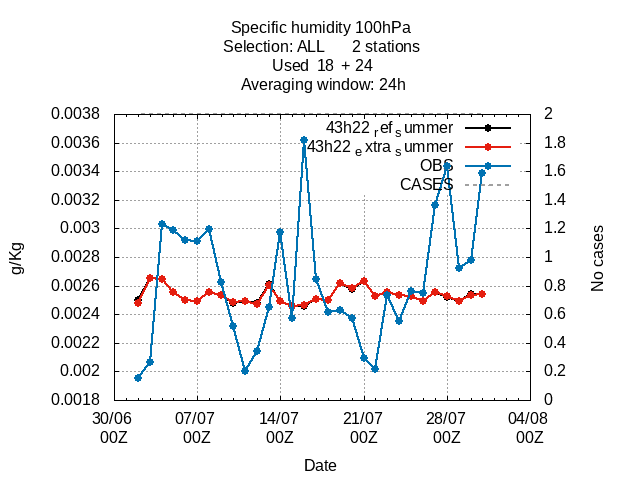 Specific humidity 100hPa
Selection: ALL 2 stations
Used 18 + 24
Averaging window: 24h
0.0038
0.0036
0.0034
0.0032
0.003
0.0028
0.0026
0.0024
0.0022
0.002
0.0018
g/Kg
43h22 refsummer
43h22 extrasummer
OBS
CASES
2
1.8
1.6
1.4
1.2
1
0.8
0.6
0.4
0.2
0
No cases
30/06 07/07 14/07 21/07 28/07 04/08
00Z 00Z 00Z 00Z 00Z 00Z
Date